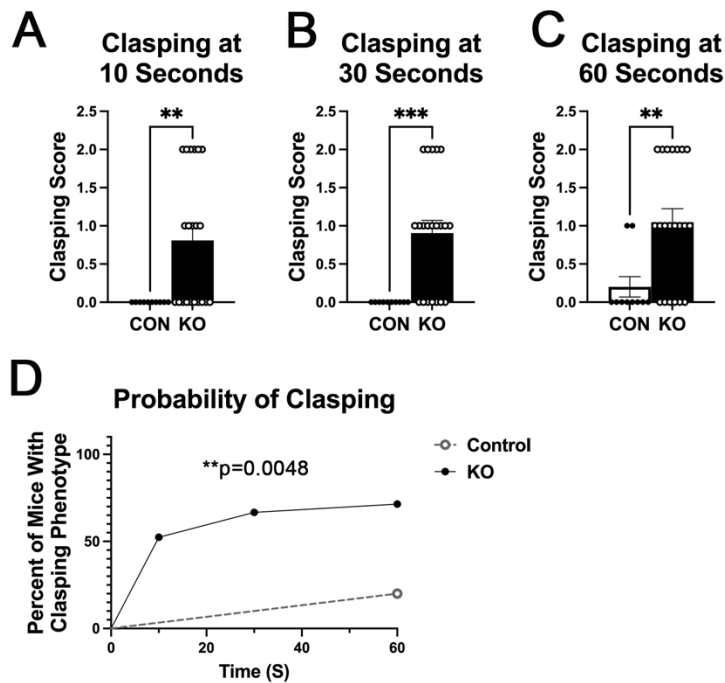 A
Clasping at
10 Seconds
**
2.5
2.0
1.5
1.0
0.5
0.0
Clasping Score
CON KO
B
Clasping at
30 Seconds
***
2.5
2.0
1.5
1.0
0.5
0.0
Clasping Score
CON KO
C
Clasping at
60 Seconds
**
2.5
2.0
1.5
1.0
0.5
0.0
Clasping Score
CON KO
D
Probability of Clasping
Percent of Mice With
Clasping Phenotype
100
50
0
**p=0.0048
Control
KO
0 20 40 60
Time (S)